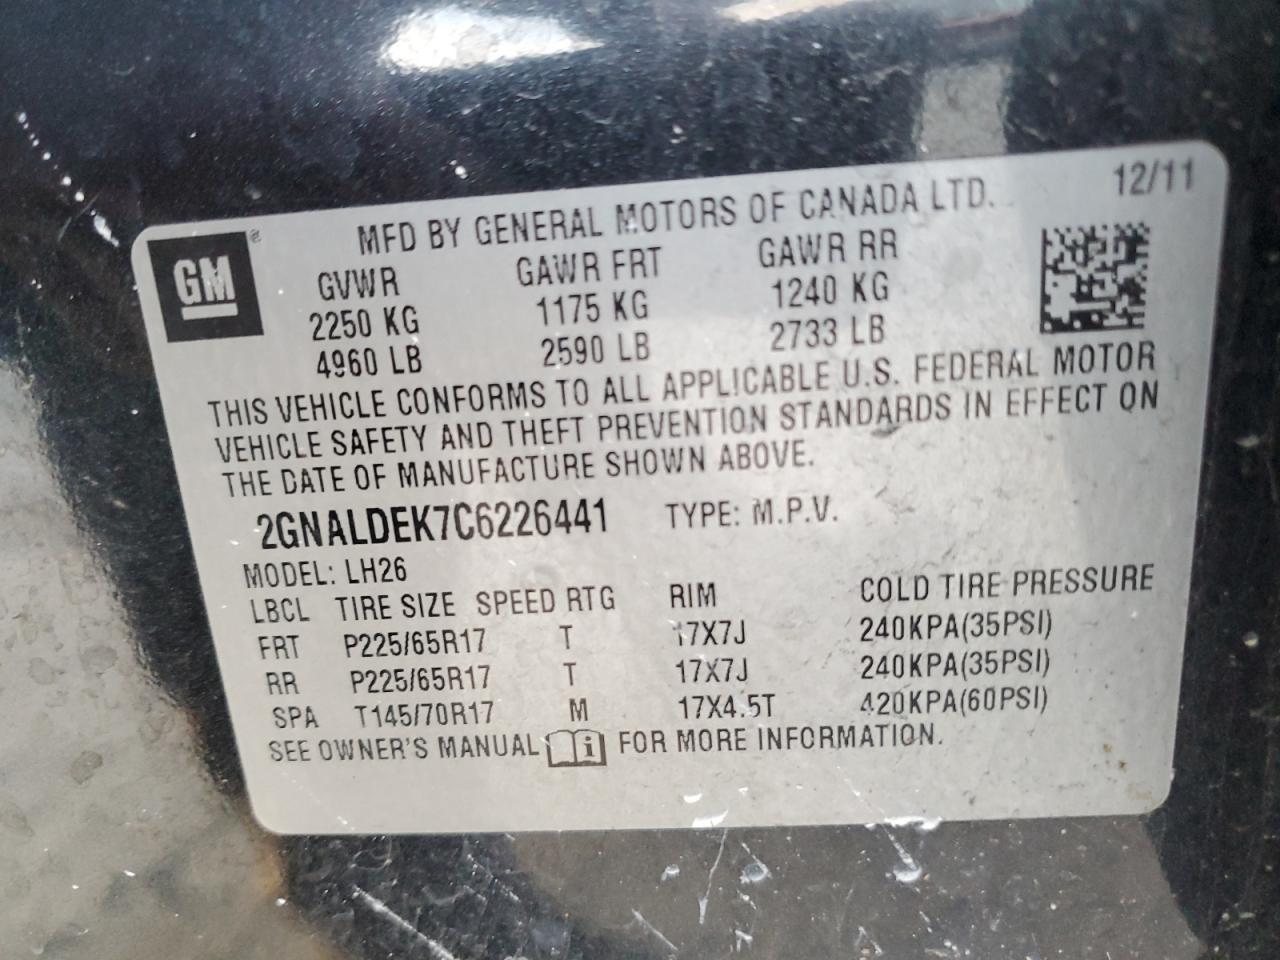 12/11
MFD BY GENERAL MOTORS OF CANADA LTD.
GM ®
GVWR GAWR FRT GAWR RR
2250 KG 1175 KG 1240 KG
4960 LB 2590 LB 2733 LB
THIS VEHICLE CONFORMS TO ALL APPLICABLE U.S. FEDERAL MOTOR
VEHICLE SAFETY AND THEFT PREVENTION STANDARDS IN EFFECT ON
THE DATE OF MANUFACTURE SHOWN ABOVE.
2GNALDEK7C6226441 TYPE: M.P.V.
MODEL: LH26
LBCL TIRE SIZE SPEED RTG RIM COLD TIRE PRESSURE
FRT P225/65R17 T 17X7J 240KPA(35PSI)
RR P225/65R17 T 17X7J 240KPA(35PSI)
SPA T145/70R17 M 17X4.5T 420KPA(60PSI)
SEE OWNER'S MANUAL i FOR MORE INFORMATION.